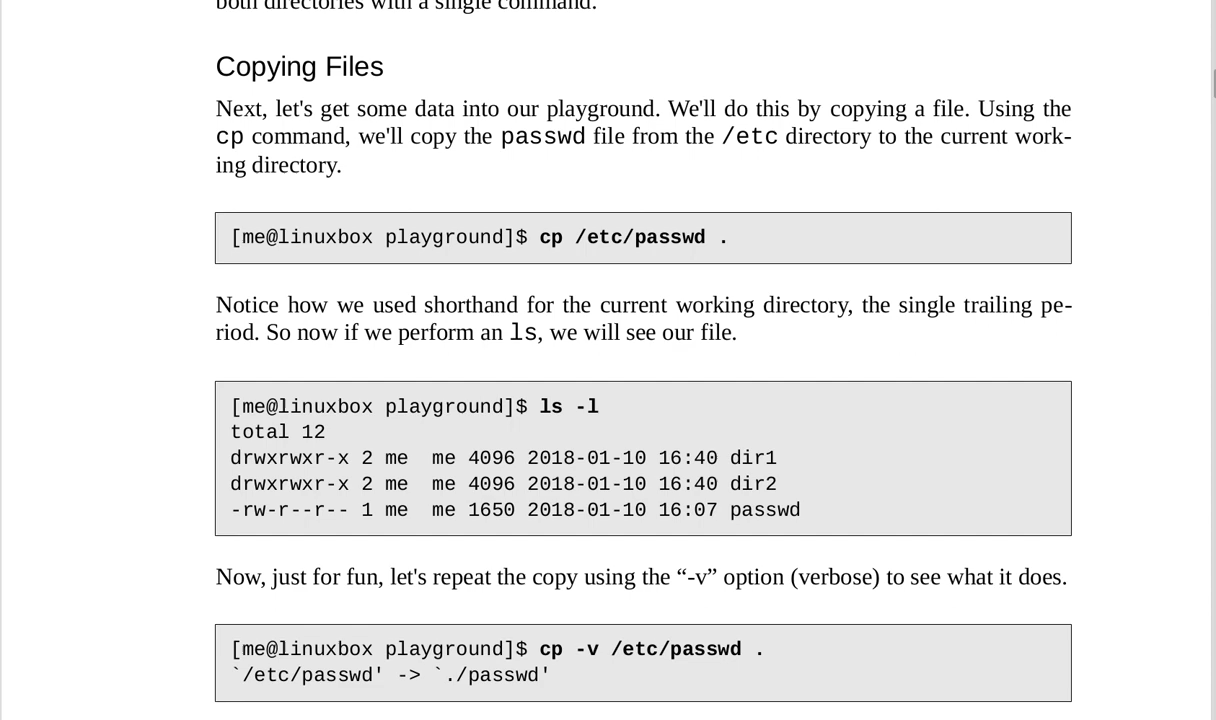 both directories with a single command.
Copying Files
Next, let's get some data into our playground. We'll do this by copying a file. Using the
cp command, we'll copy the passwd file from the /etc directory to the current work-
ing directory.
[me@linuxbox playground]$ cp /etc/passwd .
Notice how we used shorthand for the current working directory, the single trailing pe-
riod. So now if we perform an ls, we will see our file.
[me@linuxbox playground]$ ls -l
total 12
drwxrwxr-x 2 me  me 4096 2018-01-10 16:40 dir1
drwxrwxr-x 2 me  me 4096 2018-01-10 16:40 dir2
-rw-r--r-- 1 me  me 1650 2018-01-10 16:07 passwd
Now, just for fun, let's repeat the copy using the “-v” option (verbose) to see what it does.
[me@linuxbox playground]$ cp -v /etc/passwd .
`/etc/passwd' -> `./passwd'